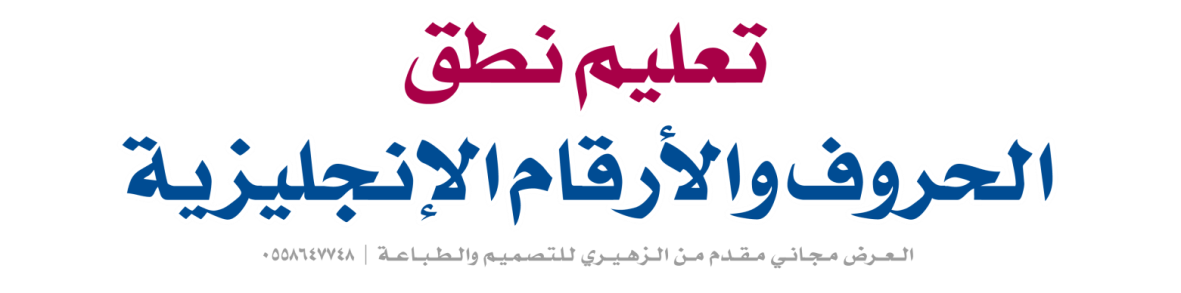 تعليم نطق
الحروف والأرقام الإنجليزية
العرض مجاني مقدم من الزهيري للتصميم والطباعة | ٠٥٥٨٦٤٧٧٤٨